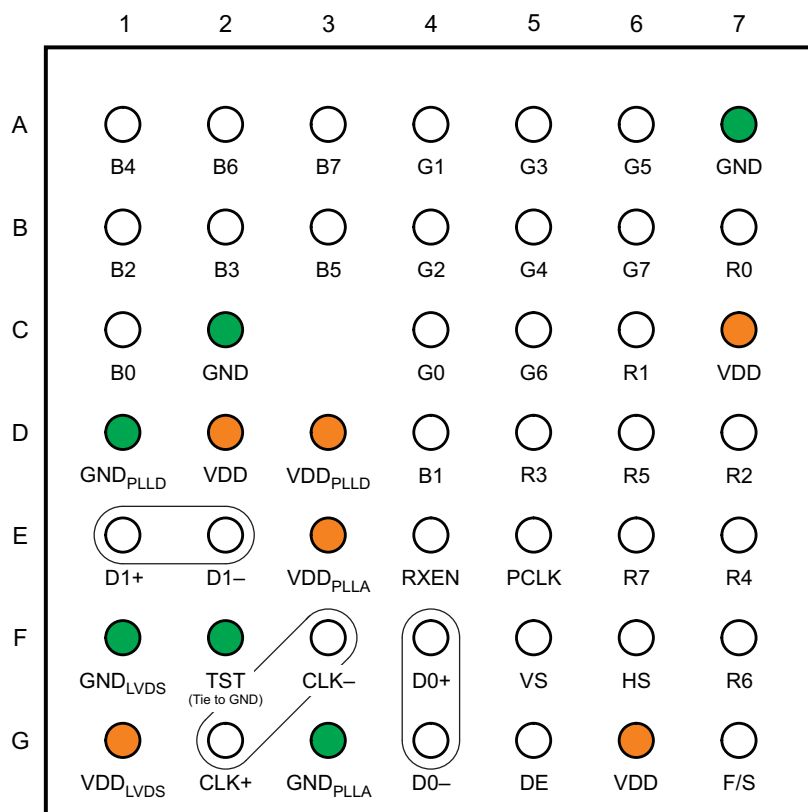 1 2 3 4 5 6 7
A
B4 B6 B7 G1 G3 G5 GND
B
B2 B3 B5 G2 G4 G7 R0
C
B0 GND G0 G6 R1 VDD
D
GNDPLLD VDD VDDPLLD B1 R3 R5 R2
E
D1+ D1– VDDPLLA RXEN PCLK R7 R4
F
GNDLVDS TST CLK– D0+ VS HS R6
(Tie to GND)
G
VDDLVDS CLK+ GNDPLLA D0– DE VDD F/S